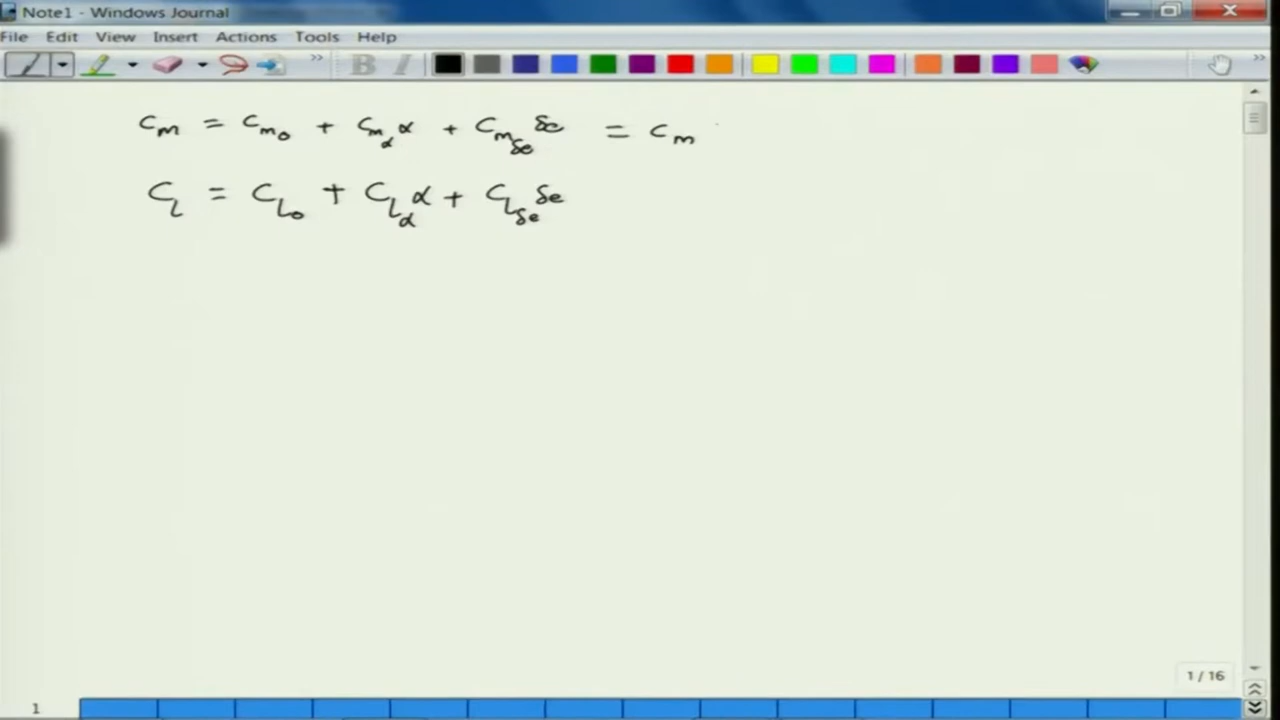 Note1 - Windows Journal
File Edit View Insert Actions Tools Help
B I
Cm = Cm₀ + Cmα α + Cmδe δe = Cm
CL = CL₀ + CLα α + CLδe δe
1 / 16
1